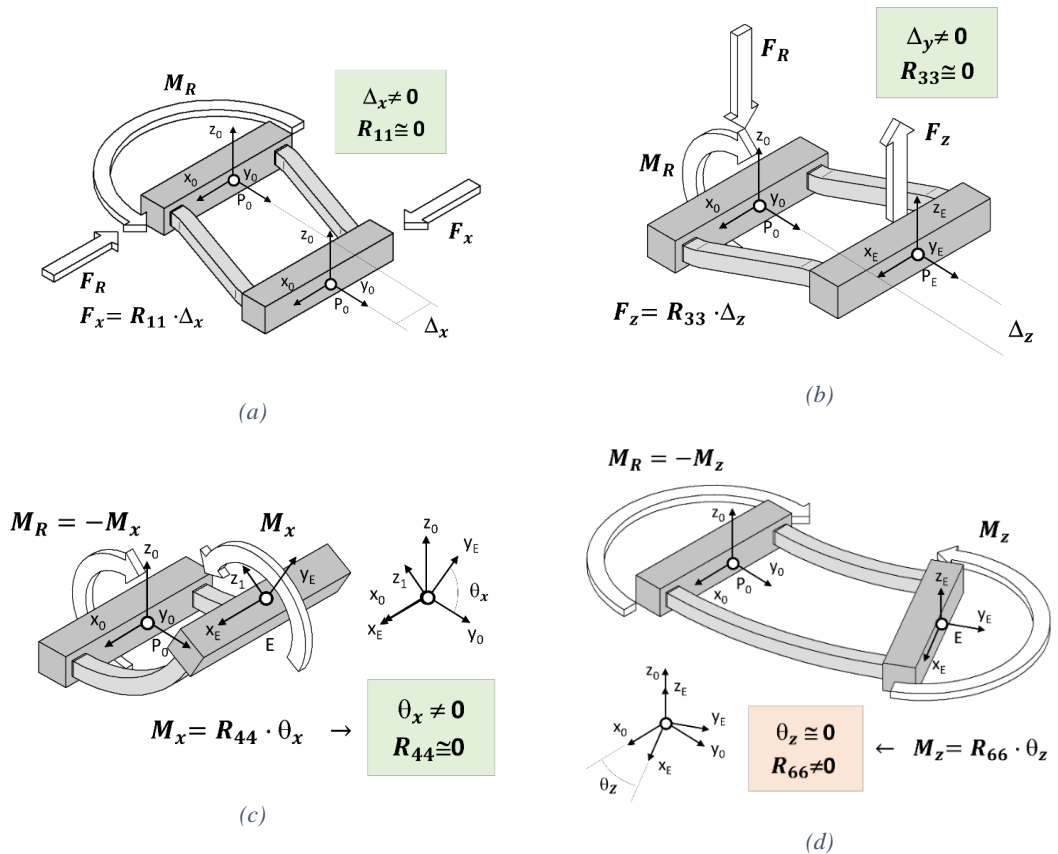 M_R
Δ_x ≠ 0
R_11 ≅ 0
z_0
x_0
y_0
P_0
z_0
F_x
F_R
x_0
y_0
P_0
F_x = R_11 · Δ_x
Δ_x
(a)
F_R
Δ_y ≠ 0
R_33 ≅ 0
F_z
M_R
z_0
x_0
y_0
P_0
z_E
x_E
y_E
P_E
F_z = R_33 · Δ_z
Δ_z
(b)
M_R = −M_x
M_x
z_0
z_1
y_E
x_0
y_0
P_0
x_E
E
z_0
y_E
z_1
θ_x
x_0
x_E
y_0
M_x = R_44 · θ_x →
θ_x ≠ 0
R_44 ≅ 0
(c)
M_R = −M_z
M_z
z_0
x_0
y_0
P_0
z_E
y_E
E
x_E
z_0
z_E
y_E
x_0
y_0
x_E
θ_z
θ_z ≅ 0
R_66 ≠ 0
← M_z = R_66 · θ_z
(d)